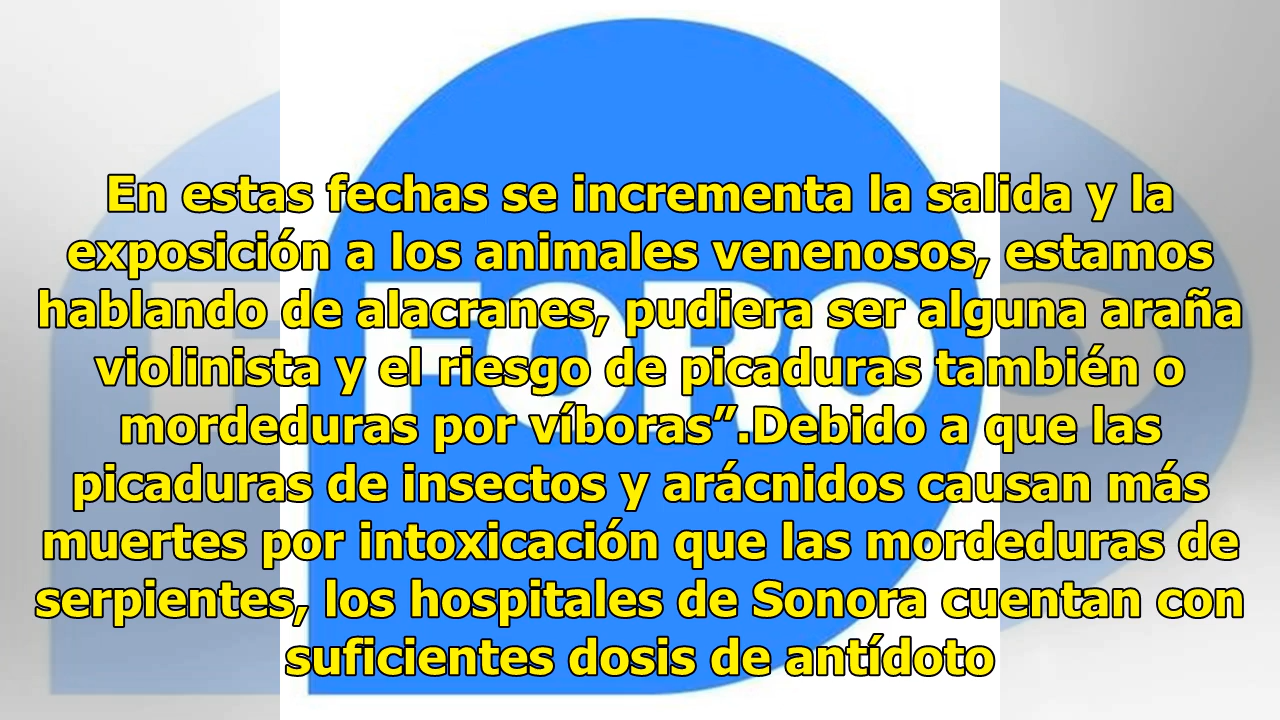 En estas fechas se incrementa la salida y la
exposición a los animales venenosos, estamos
hablando de alacranes, pudiera ser alguna araña
violinista y el riesgo de picaduras también o
mordeduras por víboras”.Debido a que las
picaduras de insectos y arácnidos causan más
muertes por intoxicación que las mordeduras de
serpientes, los hospitales de Sonora cuentan con
suficientes dosis de antídoto
FORO